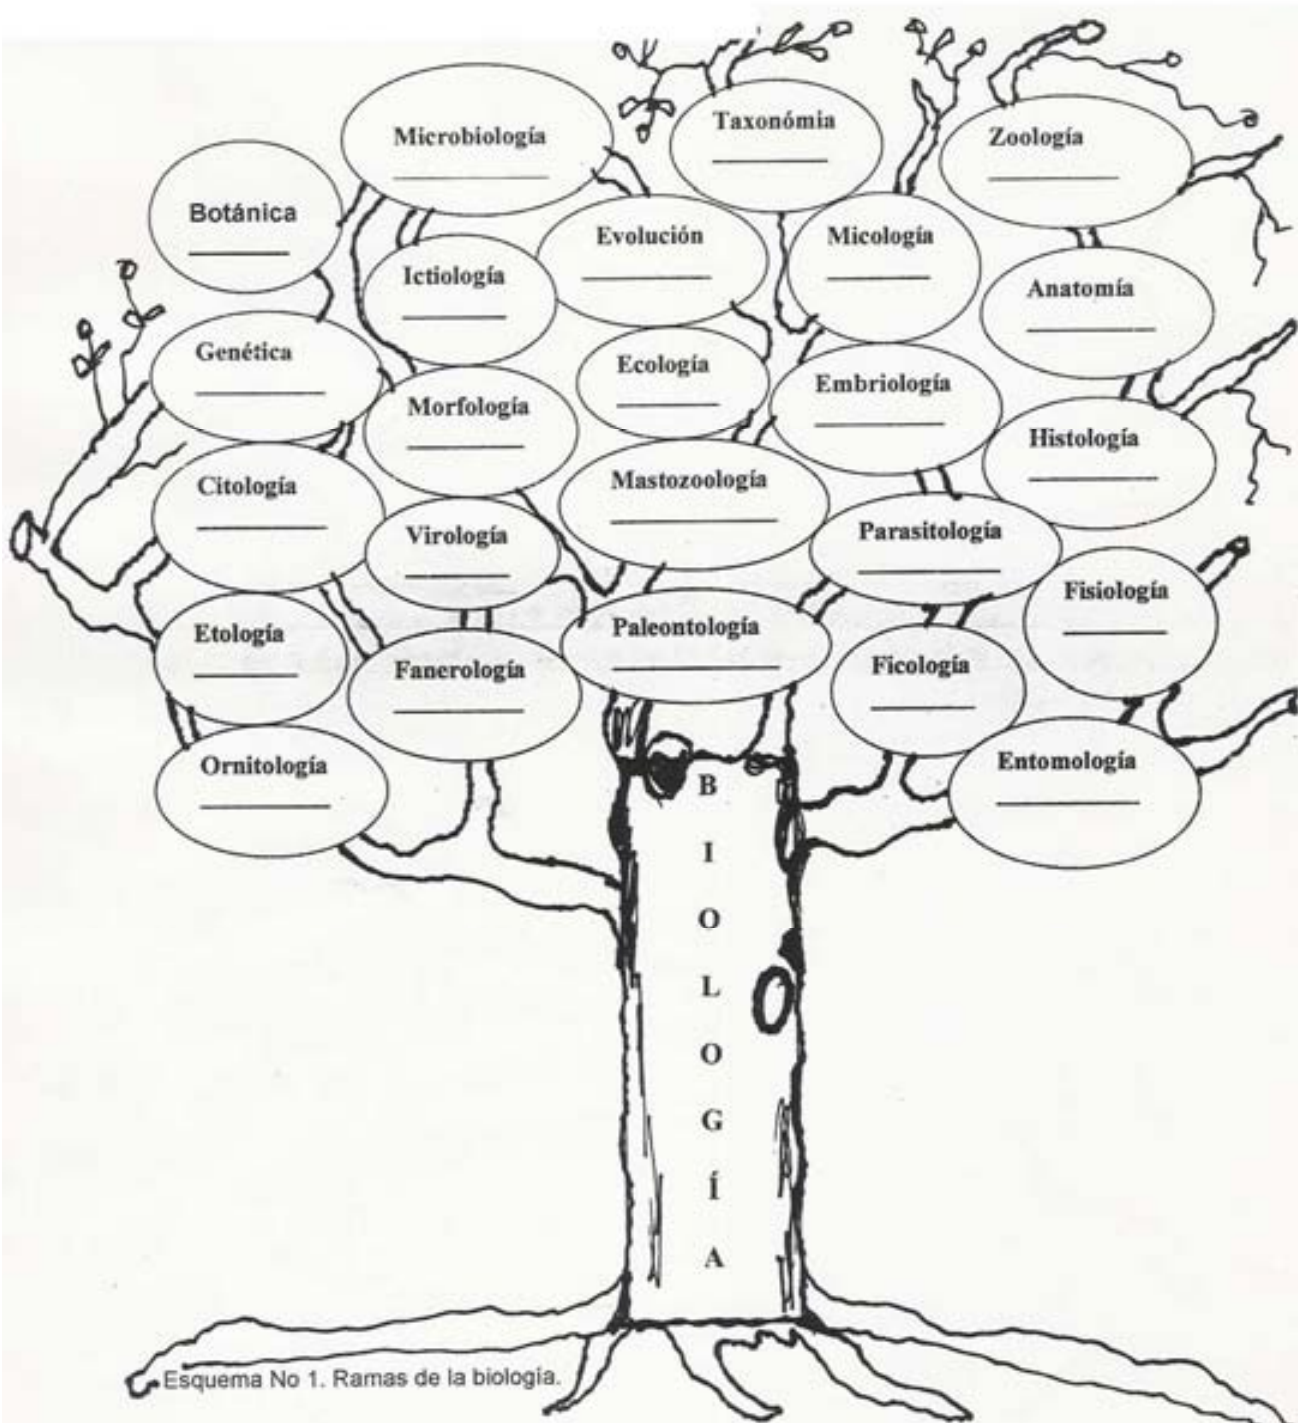 Microbiología
Taxonómia
Zoología
Botánica
Evolución
Micología
Ictiología
Anatomía
Genética
Ecología
Embriología
Morfología
Histología
Citología
Mastozoología
Virología
Parasitología
Etología
Paleontología
Fisiología
Fanerología
Ficología
Ornitología
Entomología
B
I
O
L
O
G
Í
A
Esquema No 1. Ramas de la biología.